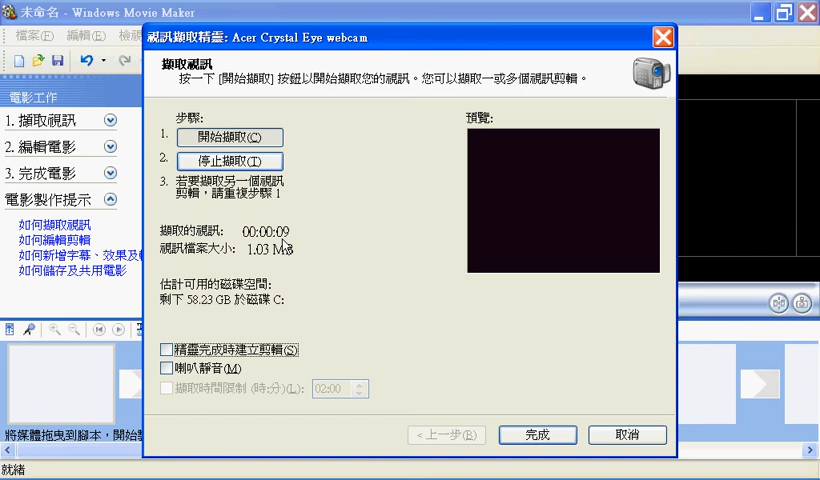 未命名 - Windows Movie Maker
檔案(F) 編輯(E) 檢視
視訊擷取精靈: Acer Crystal Eye webcam
擷取視訊
按一下 [開始擷取] 按鈕以開始擷取您的視訊。您可以擷取一或多個視訊剪輯。
電影工作
1. 擷取視訊
2. 編輯電影
3. 完成電影
電影製作提示
如何擷取視訊
如何編輯剪輯
如何新增字幕、效果及
如何儲存及共用電影
步驟:
1. 開始擷取(C)
2. 停止擷取(T)
3. 若要擷取另一個視訊
剪輯，請重複步驟 1
預覽:
擷取的視訊: 00:00:09
視訊檔案大小: 1.03 MB
估計可用的磁碟空間:
剩下 58.23 GB 於磁碟 C:
精靈完成時建立剪輯(S)
喇叭靜音(M)
擷取時間限制 (時:分)(L): 02:00
< 上一步(B) 完成 取消
將媒體拖曳到腳本，開始
就緒